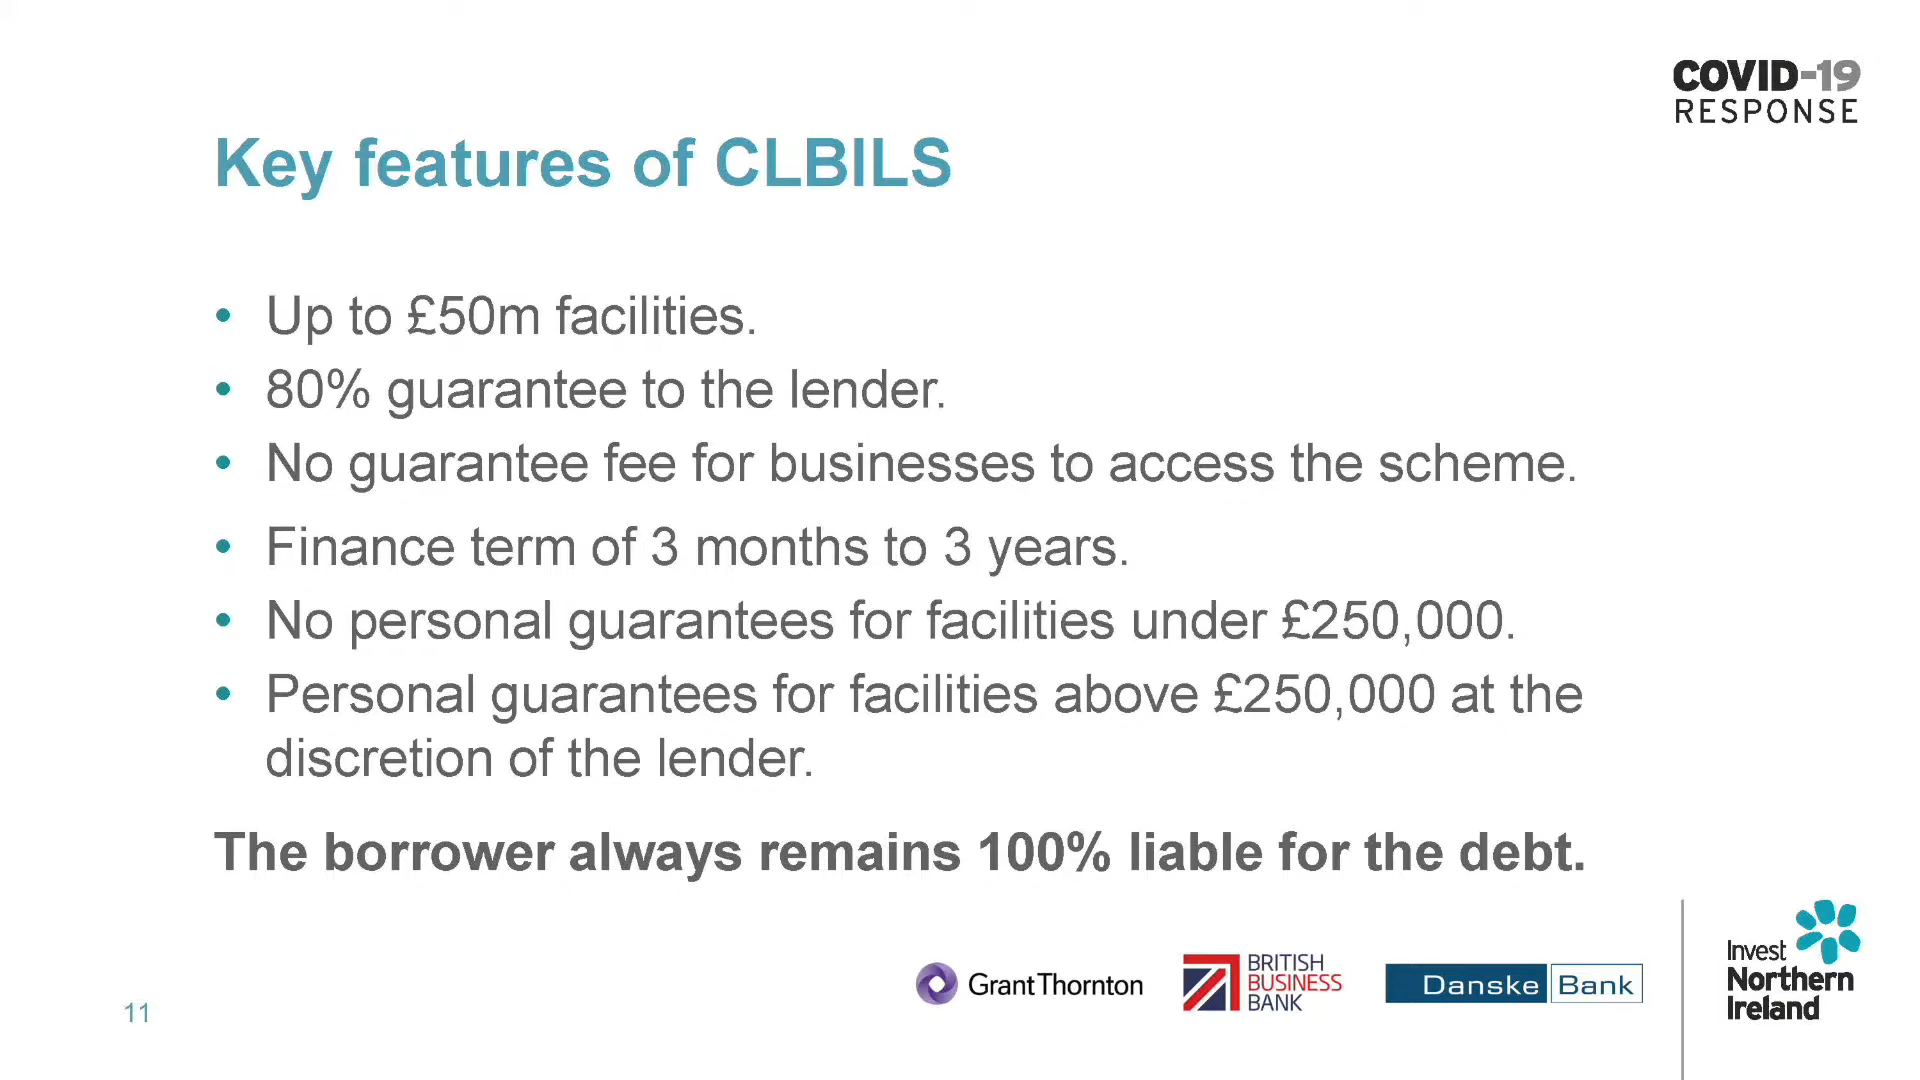 COVID-19
RESPONSE
Key features of CLBILS
• Up to £50m facilities.
• 80% guarantee to the lender.
• No guarantee fee for businesses to access the scheme.
• Finance term of 3 months to 3 years.
• No personal guarantees for facilities under £250,000.
• Personal guarantees for facilities above £250,000 at the
discretion of the lender.
The borrower always remains 100% liable for the debt.
11
Grant Thornton
BRITISH
BUSINESS
BANK
Danske Bank
Invest
Northern
Ireland